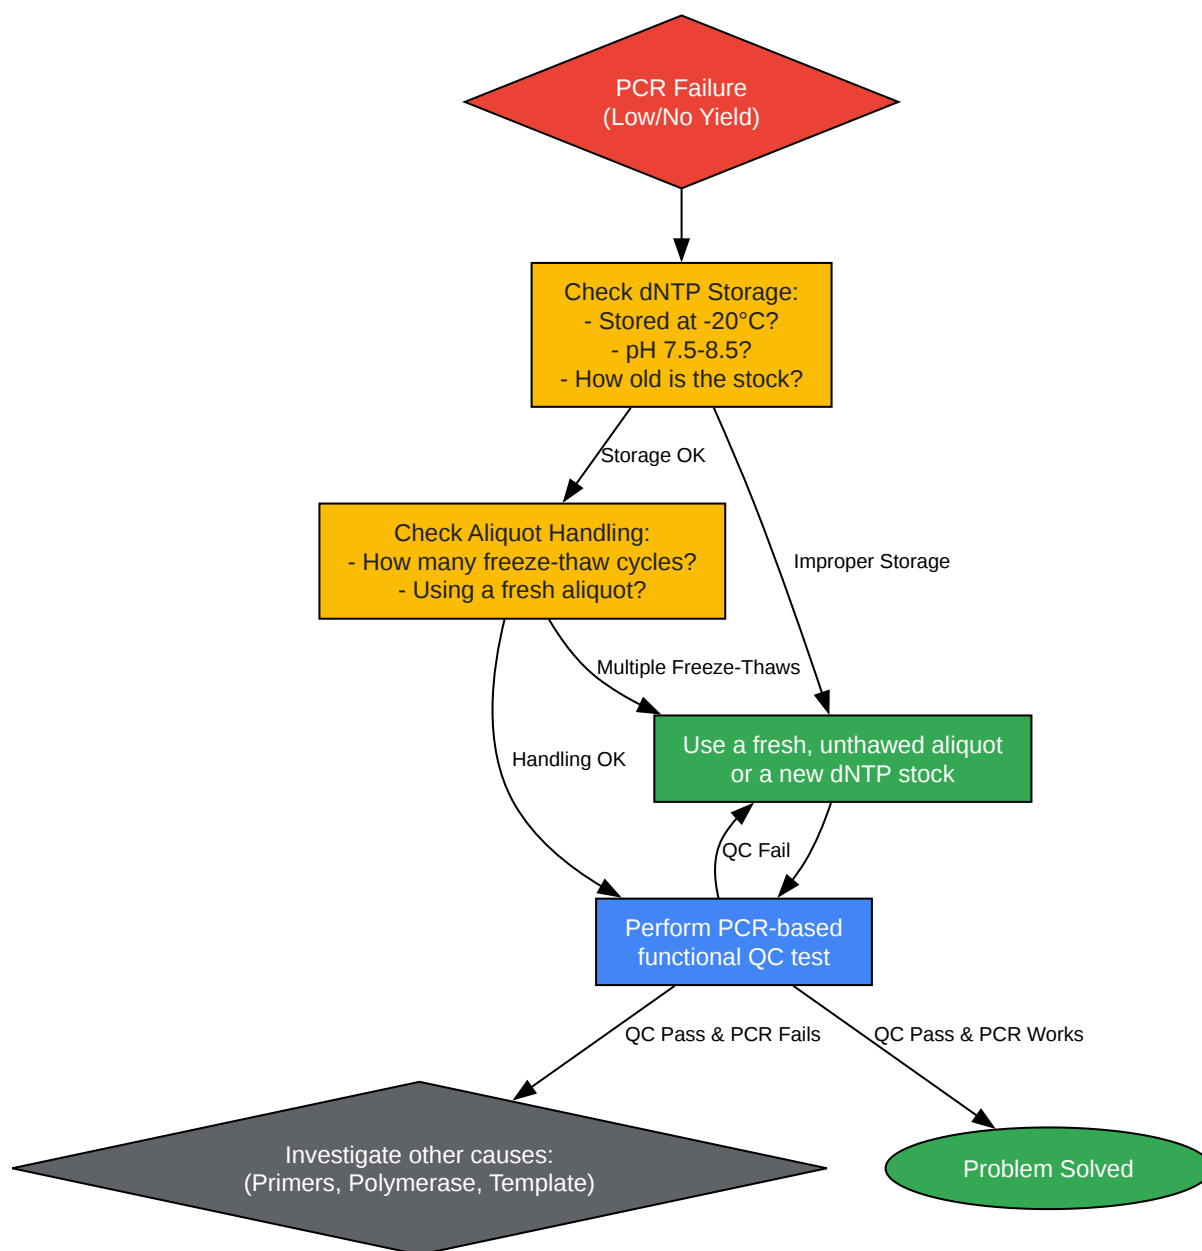 PCR Failure
(Low/No Yield)
Check dNTP Storage:
- Stored at -20°C?
- pH 7.5-8.5?
- How old is the stock?
Storage OK
Check Aliquot Handling:
- How many freeze-thaw cycles?
- Using a fresh aliquot?
Improper Storage
Multiple Freeze-Thaws
Use a fresh, unthawed aliquot
or a new dNTP stock
Handling OK
QC Fail
Perform PCR-based
functional QC test
QC Pass & PCR Fails
QC Pass & PCR Works
Investigate other causes:
(Primers, Polymerase, Template)
Problem Solved